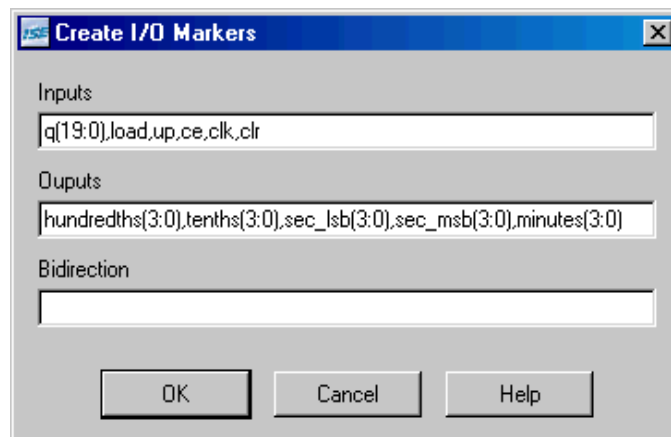 ISE Create I/O Markers
Inputs
q(19:0),load,up,ce,clk,clr
Ouputs
hundredths(3:0),tenths(3:0),sec_lsb(3:0),sec_msb(3:0),minutes(3:0)
Bidirection
OK Cancel Help